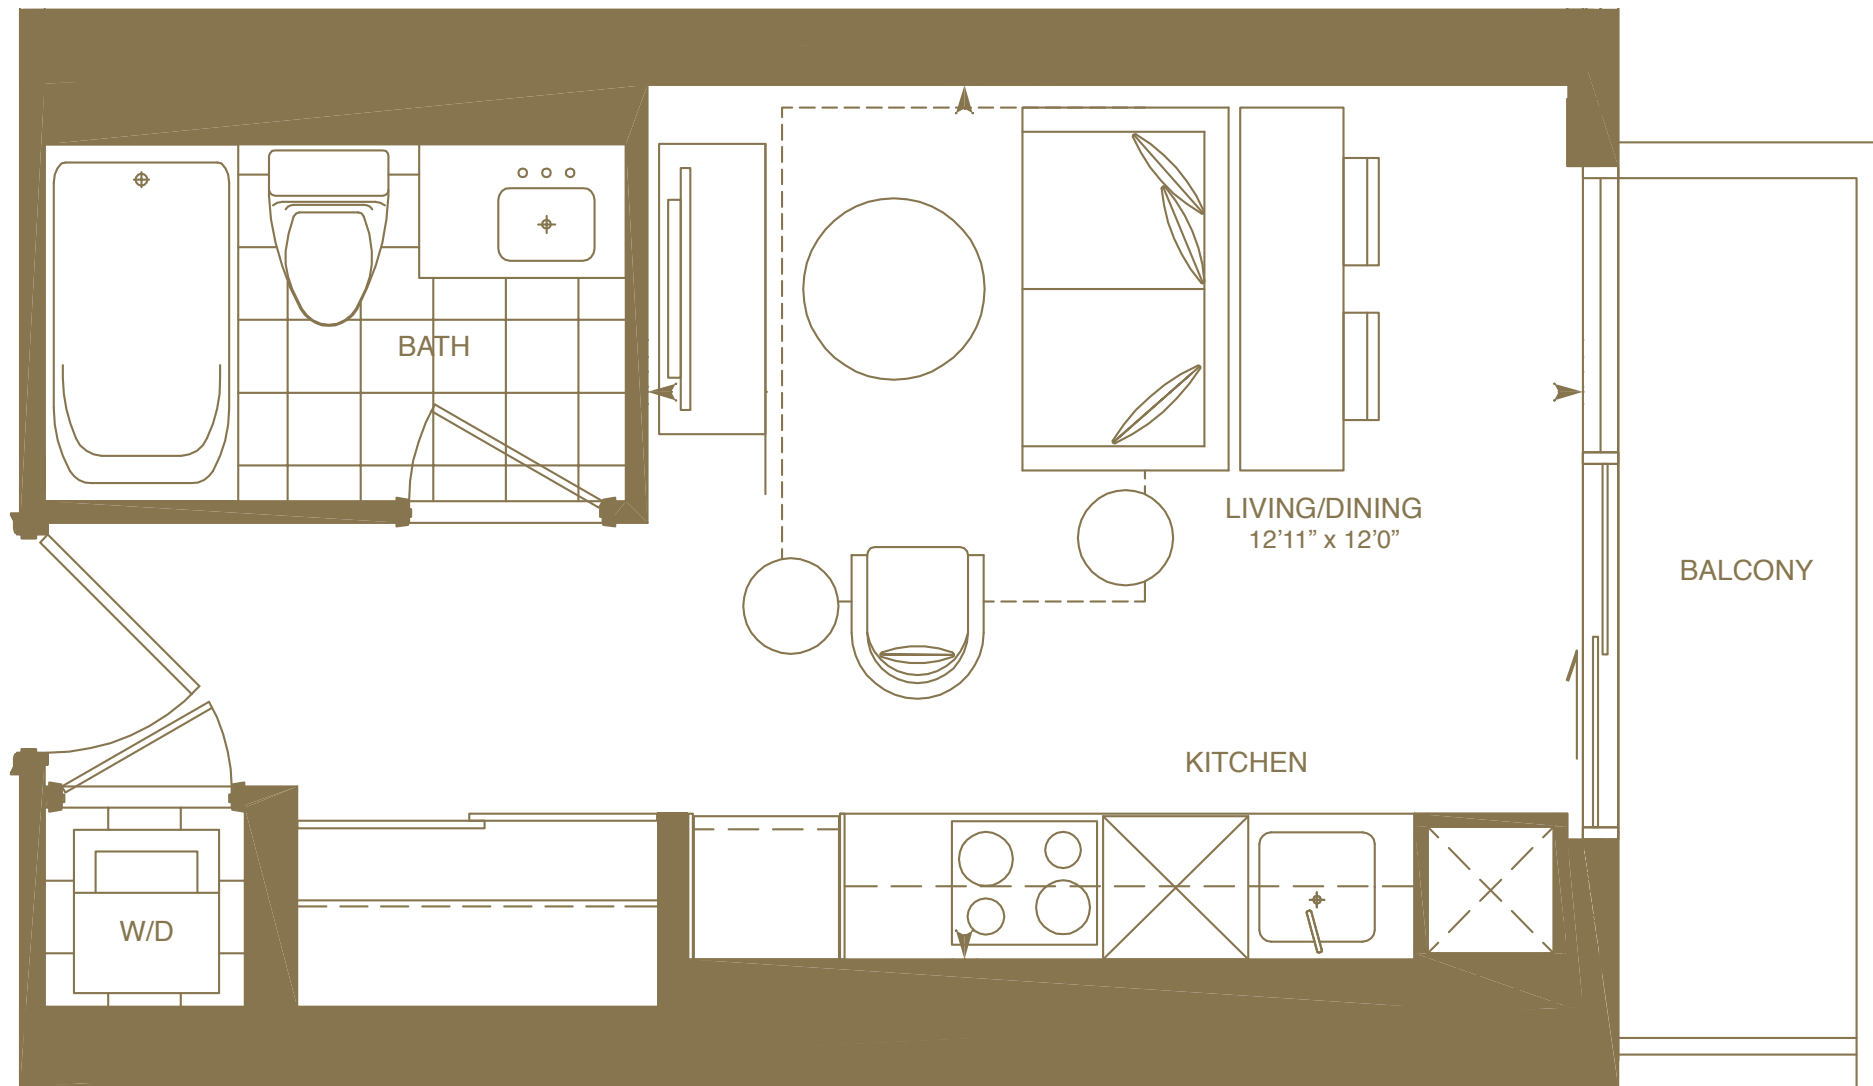 BATH
LIVING/DINING
12’11” x 12’0”
BALCONY
KITCHEN
W/D